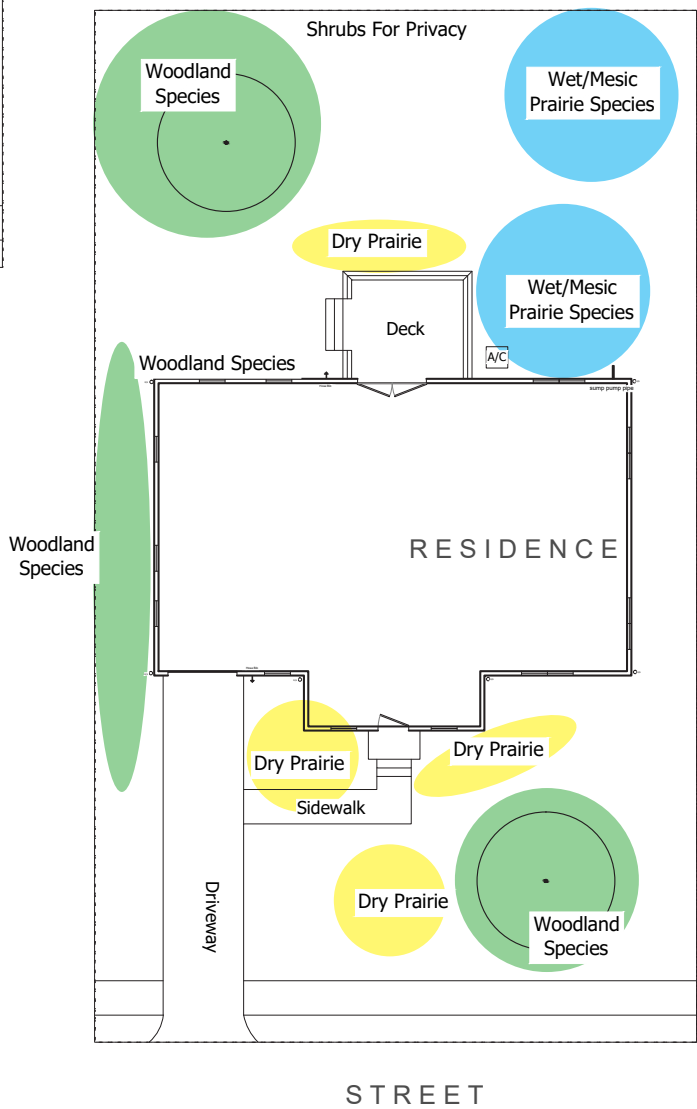 Shrubs For Privacy
Woodland
Species
Wet/Mesic
Prairie Species
Dry Prairie
Wet/Mesic
Prairie Species
Deck
A/C
Woodland Species
sump pump pipe
RESIDENCE
Woodland
Species
Dry Prairie
Dry Prairie
Sidewalk
Dry Prairie
Driveway
Woodland
Species
STREET